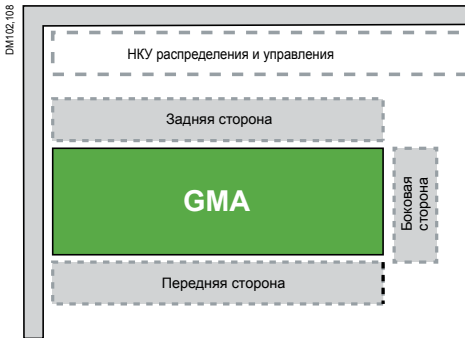 DM102,108
НКУ распределения и управления
Задняя сторона
GMA
Боковая
сторона
Передняя сторона